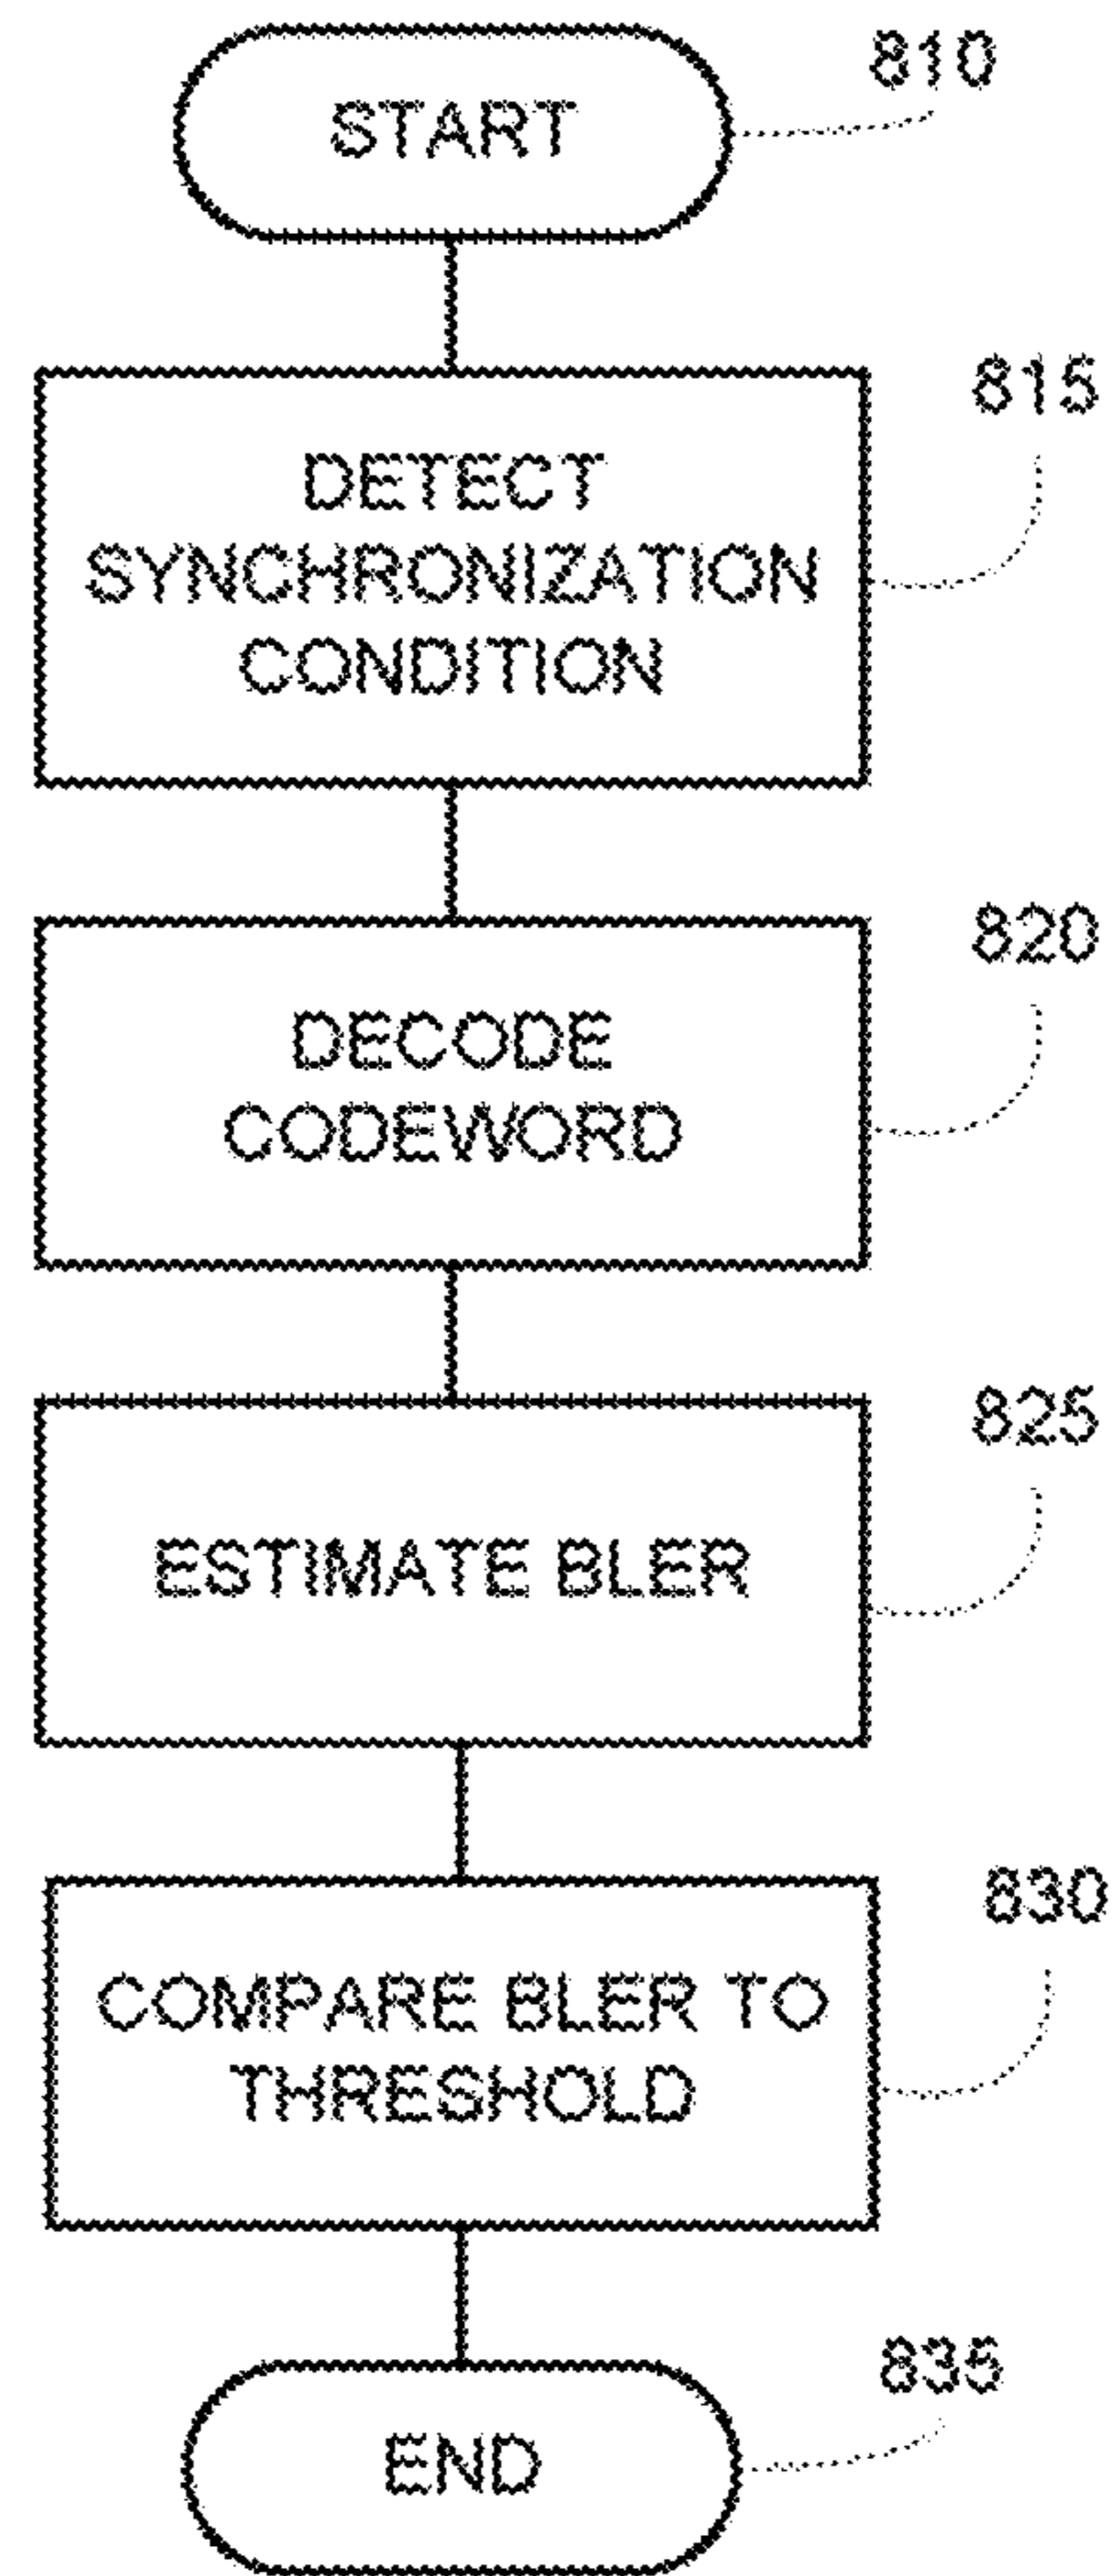 810
START
815
DETECT
SYNCHRONIZATION
CONDITION
820
DECODE
CODEWORD
825
ESTIMATE BLER
830
COMPARE BLER TO
THRESHOLD
835
END